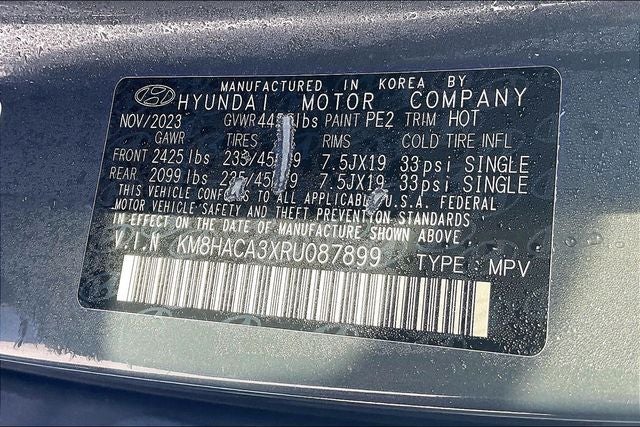 MANUFACTURED IN KOREA BY
HYUNDAI MOTOR COMPANY
NOV/2023 GVWR lbs PAINT PE2 TRIM HOT
GAWR TIRES RIMS COLD TIRE INFL
FRONT 2425 lbs 7.5JX19 33psi SINGLE
REAR 2099 lbs 7.5JX19 33psi SINGLE
THIS VEHICLE CONFORMS TO ALL APPLICABLE U.S.A. FEDERAL
MOTOR VEHICLE SAFETY AND THEFT PREVENTION STANDARDS
IN EFFECT ON THE DATE OF MANUFACTURE SHOWN ABOVE.
V.I.N KM8HACA3XRU087899 TYPE : MPV